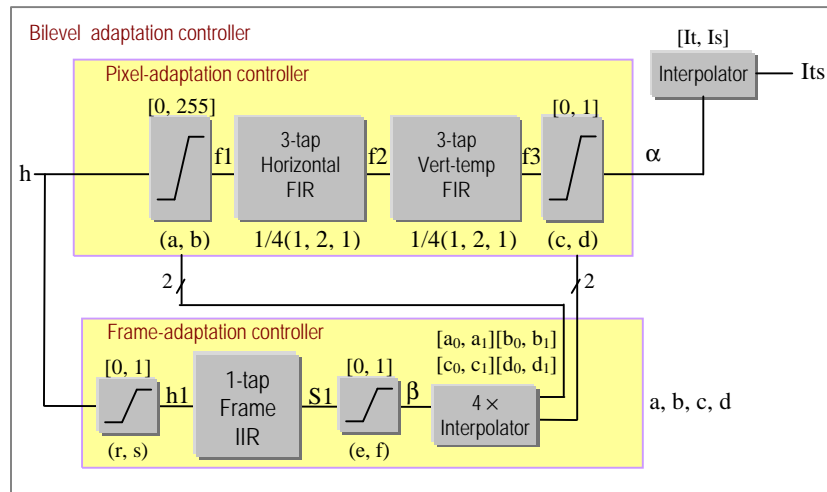 Bilevel adaptation controller
[It, Is]
Pixel-adaptation controller
Interpolator
Its
[0, 255]
[0, 1]
3-tap
Horizontal
FIR
3-tap
Vert-temp
FIR
h
f1
f2
f3
α
(a, b)
1/4(1, 2, 1)
1/4(1, 2, 1)
(c, d)
2
2
Frame-adaptation controller
[a₀, a₁][b₀, b₁]
[c₀, c₁][d₀, d₁]
[0, 1]
[0, 1]
1-tap
Frame
IIR
h1
S1
β
4 ×
Interpolator
a, b, c, d
(r, s)
(e, f)